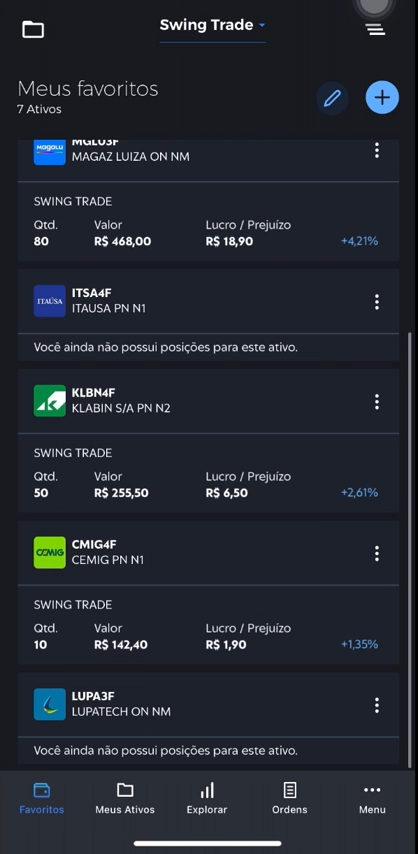 Swing Trade
Meus favoritos
7 Ativos
Magalu
MGLU3F
MAGAZ LUIZA ON NM
SWING TRADE
Qtd. Valor Lucro / Prejuízo
80 R$ 468,00 R$ 18,90 +4,21%
ITAÚSA
ITSA4F
ITAUSA PN N1
Você ainda não possui posições para este ativo.
KLBN4F
KLABIN S/A PN N2
SWING TRADE
Qtd. Valor Lucro / Prejuízo
50 R$ 255,50 R$ 6,50 +2,61%
CEMIG
CMIG4F
CEMIG PN N1
SWING TRADE
Qtd. Valor Lucro / Prejuízo
10 R$ 142,40 R$ 1,90 +1,35%
LUPA3F
LUPATECH ON NM
Você ainda não possui posições para este ativo.
Favoritos Meus Ativos Explorar Ordens Menu